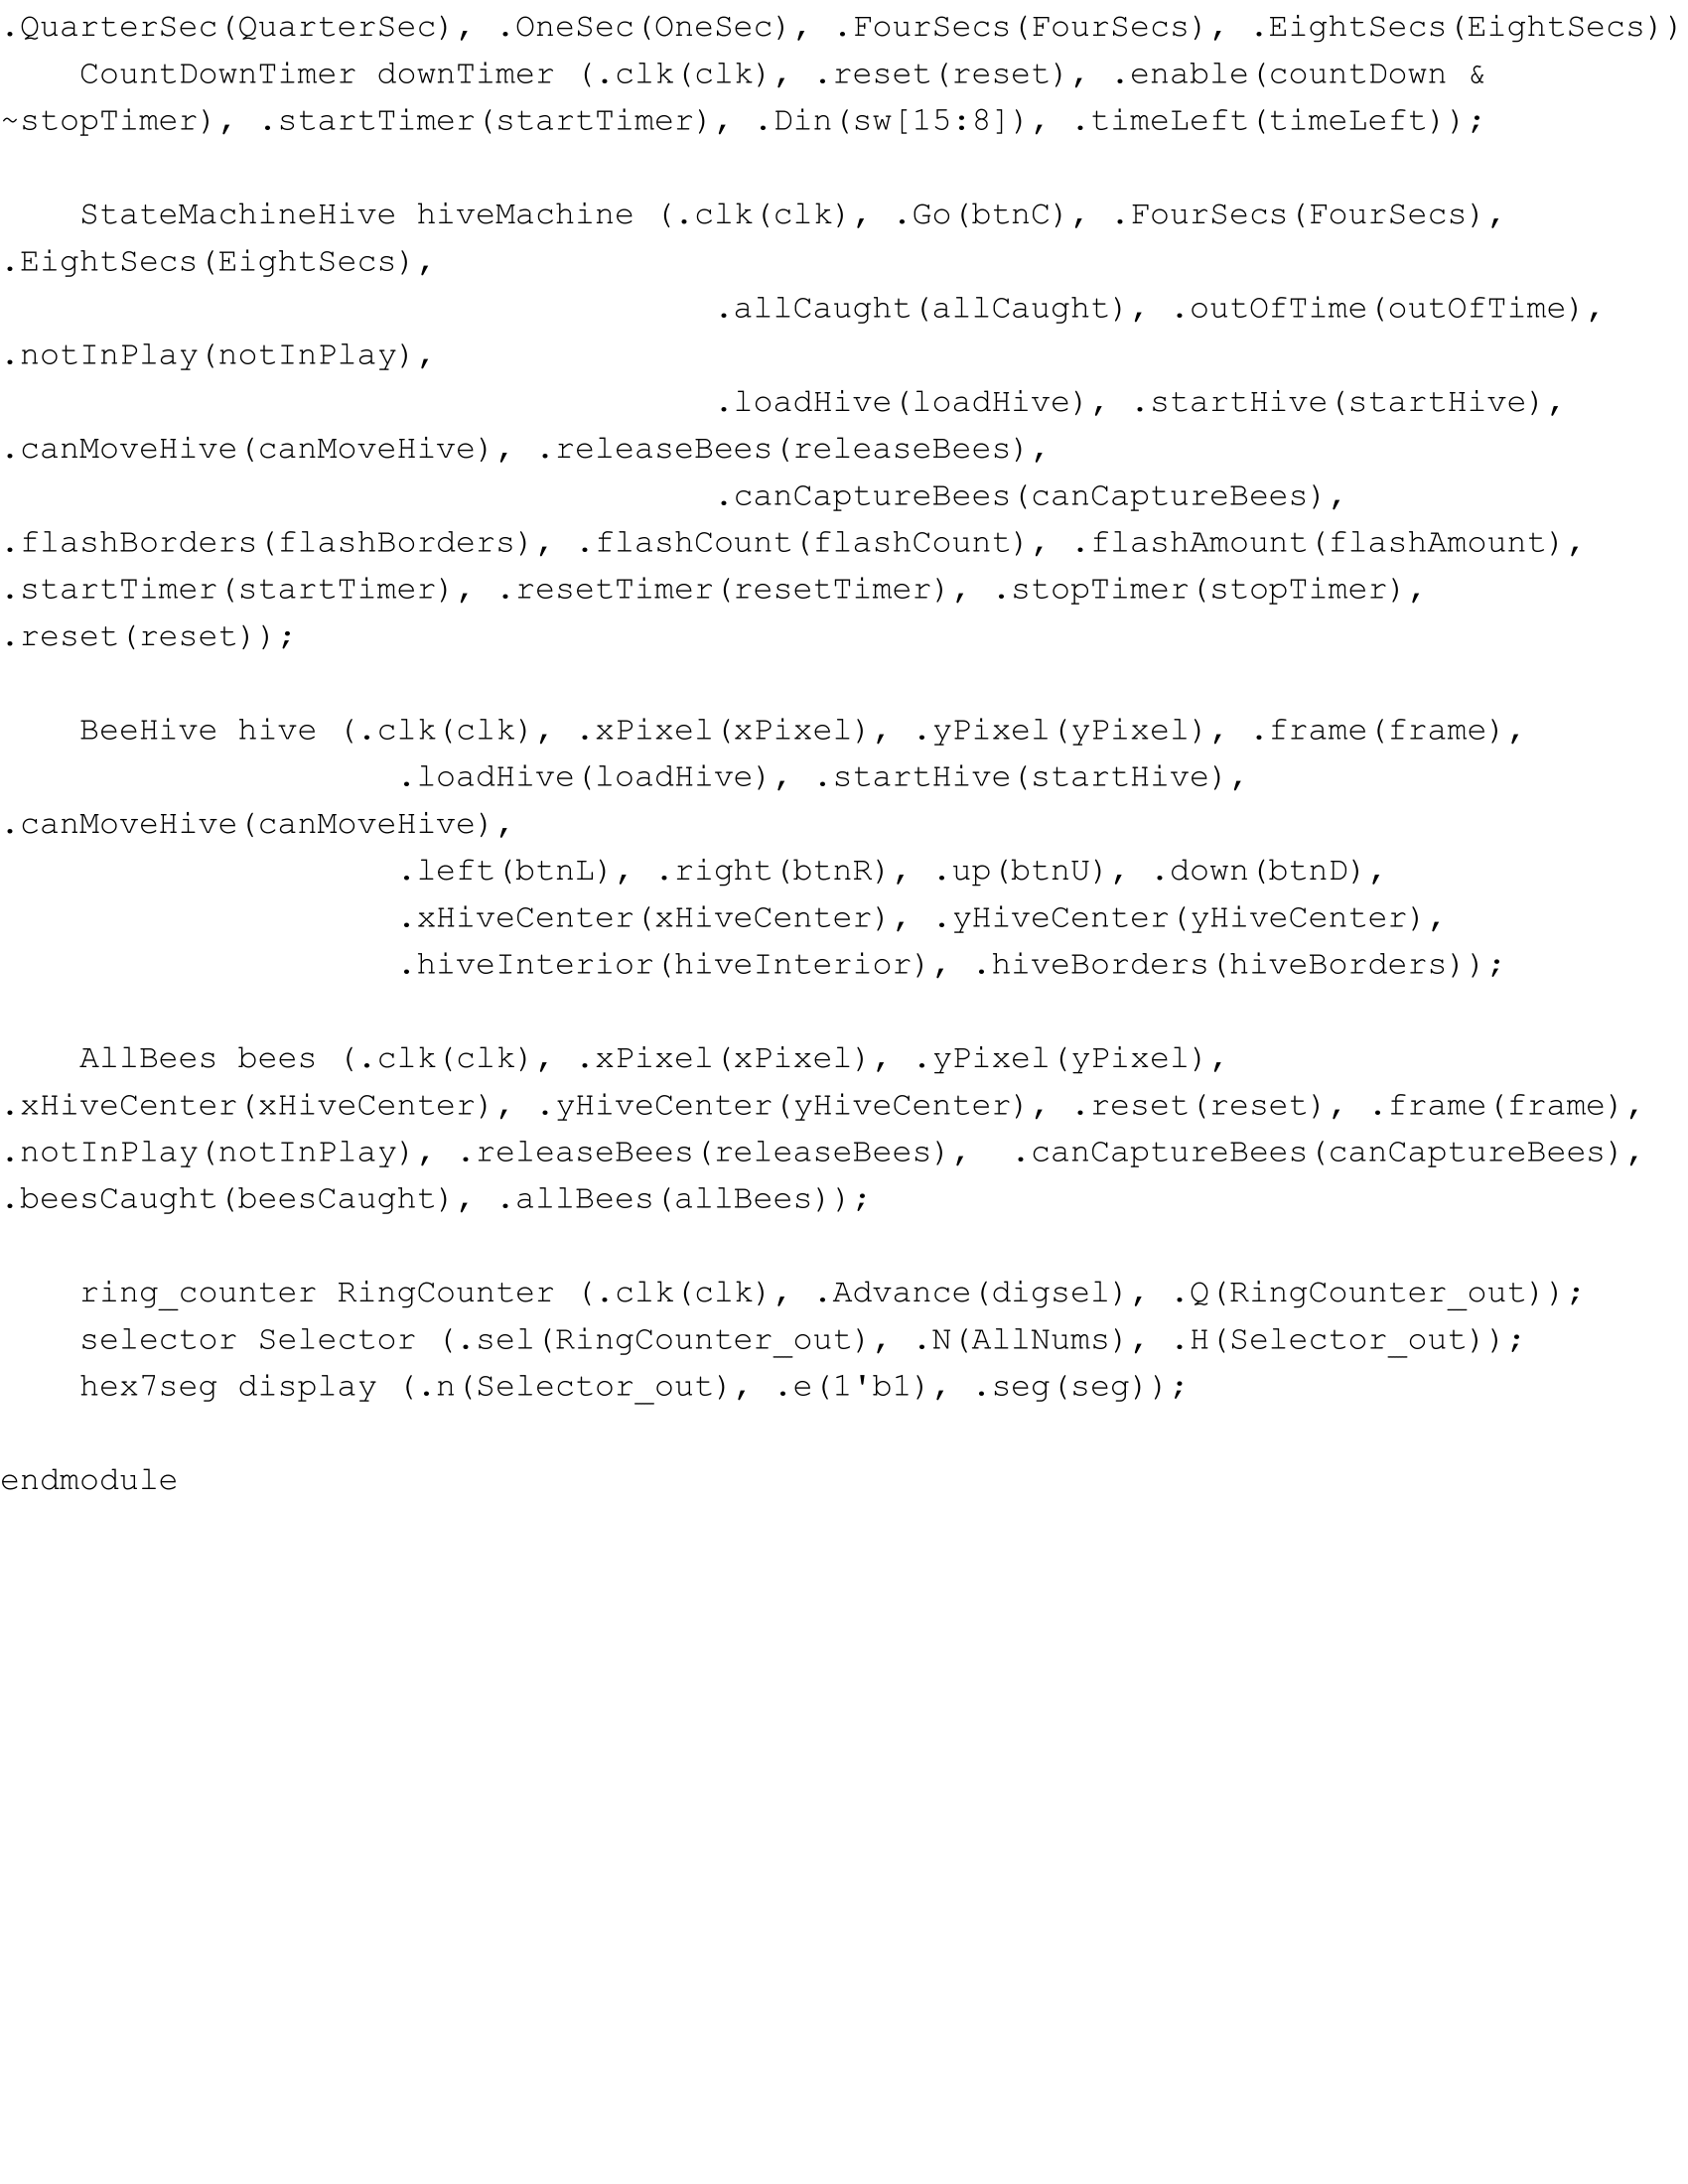 .QuarterSec(QuarterSec), .OneSec(OneSec), .FourSecs(FourSecs), .EightSecs(EightSecs))
    CountDownTimer downTimer (.clk(clk), .reset(reset), .enable(countDown &
~stopTimer), .startTimer(startTimer), .Din(sw[15:8]), .timeLeft(timeLeft));

    StateMachineHive hiveMachine (.clk(clk), .Go(btnC), .FourSecs(FourSecs),
.EightSecs(EightSecs),
                                    .allCaught(allCaught), .outOfTime(outOfTime),
.notInPlay(notInPlay),
                                    .loadHive(loadHive), .startHive(startHive),
.canMoveHive(canMoveHive), .releaseBees(releaseBees),
                                    .canCaptureBees(canCaptureBees),
.flashBorders(flashBorders), .flashCount(flashCount), .flashAmount(flashAmount),
.startTimer(startTimer), .resetTimer(resetTimer), .stopTimer(stopTimer),
.reset(reset));

    BeeHive hive (.clk(clk), .xPixel(xPixel), .yPixel(yPixel), .frame(frame),
                    .loadHive(loadHive), .startHive(startHive),
.canMoveHive(canMoveHive),
                    .left(btnL), .right(btnR), .up(btnU), .down(btnD),
                    .xHiveCenter(xHiveCenter), .yHiveCenter(yHiveCenter),
                    .hiveInterior(hiveInterior), .hiveBorders(hiveBorders));

    AllBees bees (.clk(clk), .xPixel(xPixel), .yPixel(yPixel),
.xHiveCenter(xHiveCenter), .yHiveCenter(yHiveCenter), .reset(reset), .frame(frame),
.notInPlay(notInPlay), .releaseBees(releaseBees),  .canCaptureBees(canCaptureBees),
.beesCaught(beesCaught), .allBees(allBees));

    ring_counter RingCounter (.clk(clk), .Advance(digsel), .Q(RingCounter_out));
    selector Selector (.sel(RingCounter_out), .N(AllNums), .H(Selector_out));
    hex7seg display (.n(Selector_out), .e(1'b1), .seg(seg));

endmodule